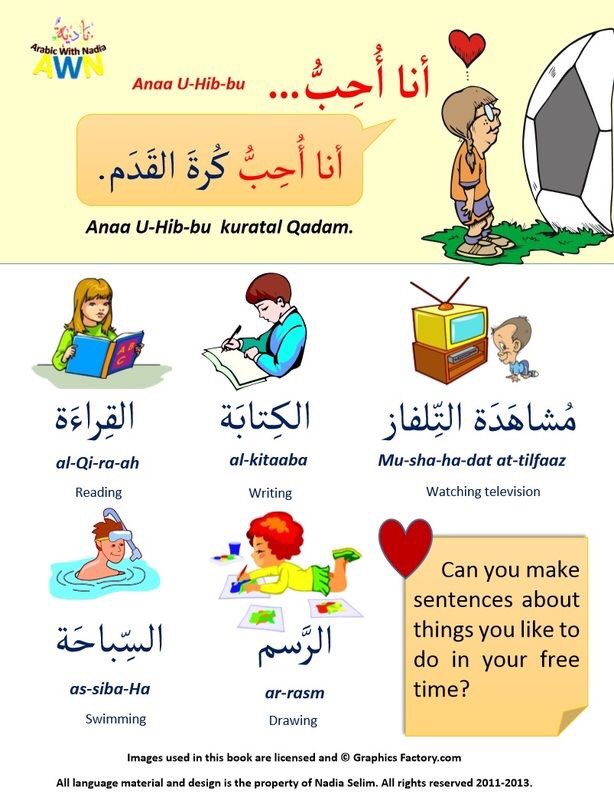 نادية
Arabic With Nadia
AWN
أنا أُحِبُّ...
Anaa U-Hib-bu
أنا أُحِبُّ كُرةَ القَدَم.
Anaa U-Hib-bu kuratal Qadam.
A B C
القِراءَة
al-Qi-ra-ah
Reading
الكِتابَة
al-kitaaba
Writing
مُشاهَدَة التِّلفاز
Mu-sha-ha-dat at-tilfaaz
Watching television
السِّباحَة
as-siba-Ha
Swimming
الرَّسم
ar-rasm
Drawing
Can you make
sentences about
things you like to
do in your free
time?
Images used in this book are licensed and © Graphics Factory.com
All language material and design is the property of Nadia Selim. All rights reserved 2011-2013.